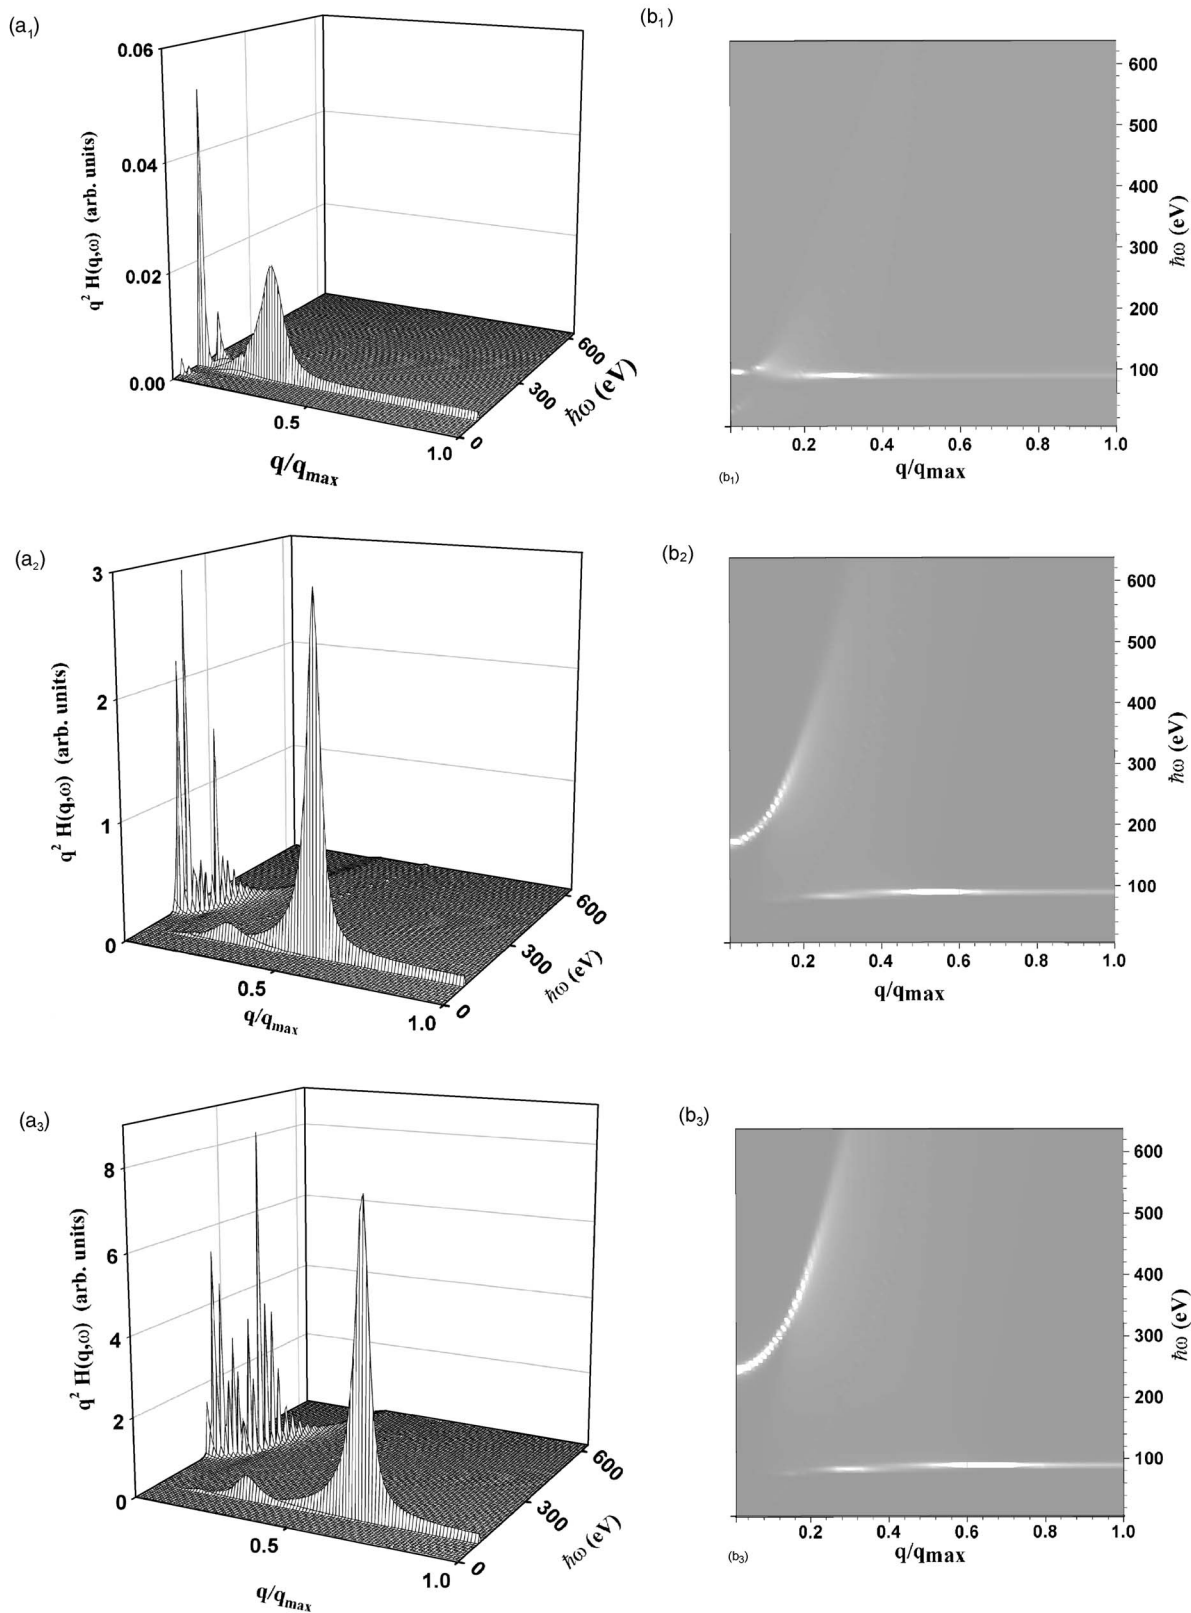 (a₁)
0.06
0.04
0.02
0.00
q² H(q,ω) (arb. units)
0.5
1.0
q/qmax
0
300
600
ħω (eV)
(b₁)
600
500
400
300
200
100
ħω (eV)
0.2 0.4 0.6 0.8 1.0
q/qmax
(b₁)
(a₂)
3
2
1
0
q² H(q,ω) (arb. units)
0.5
1.0
q/qmax
0
300
600
ħω (eV)
(b₂)
600
500
400
300
200
100
ħω (eV)
0.2 0.4 0.6 0.8 1.0
q/qmax
(a₃)
8
6
4
2
0
q² H(q,ω) (arb. units)
0.5
1.0
q/qmax
0
300
600
ħω (eV)
(b₃)
600
500
400
300
200
100
ħω (eV)
0.2 0.4 0.6 0.8 1.0
q/qmax
(b₃)